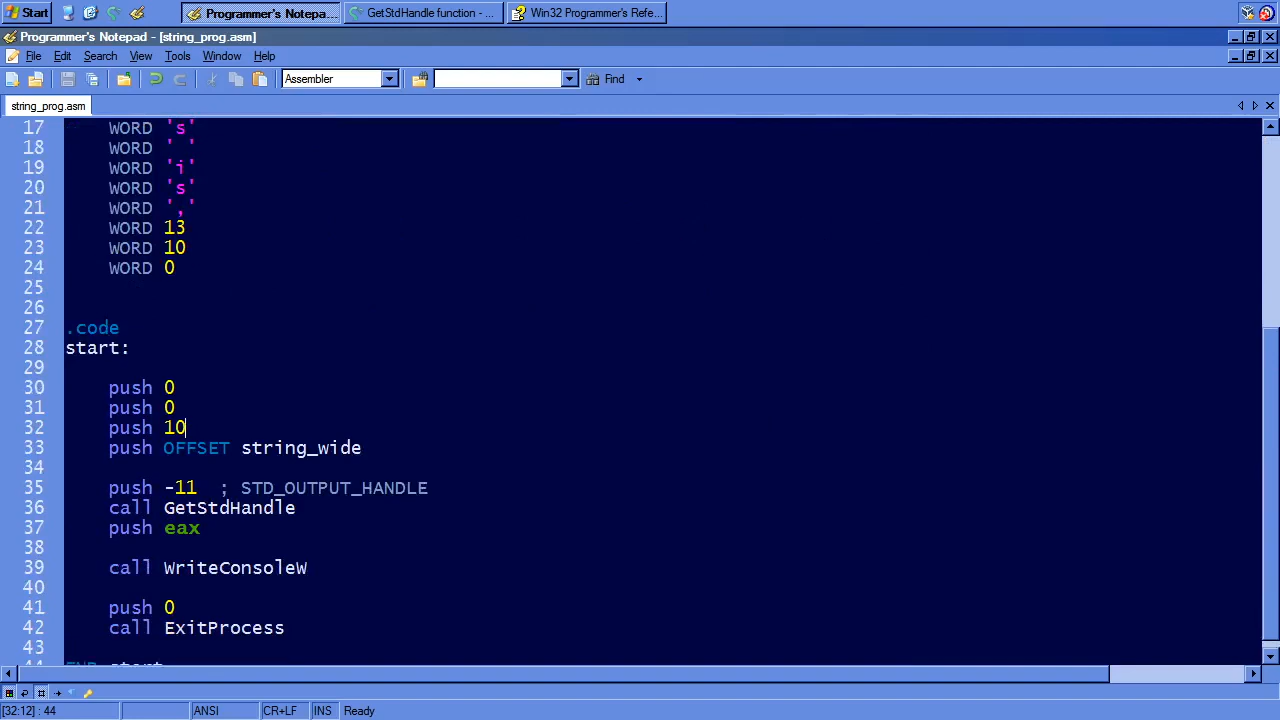 Start
Programmer's Notepa...
GetStdHandle function - ...
Win32 Programmer's Refe...
Programmer's Notepad - [string_prog.asm]
File Edit Search View Tools Window Help
Assembler
Find
string_prog.asm
17 WORD 's'
18 WORD ' '
19 WORD 'i'
20 WORD 's'
21 WORD ','
22 WORD 13
23 WORD 10
24 WORD 0
25
26
27 .code
28 start:
29
30 push 0
31 push 0
32 push 10
33 push OFFSET string_wide
34
35 push -11 ; STD_OUTPUT_HANDLE
36 call GetStdHandle
37 push eax
38
39 call WriteConsoleW
40
41 push 0
42 call ExitProcess
43
44 END start
[32:12] : 44 ANSI CR+LF INS Ready